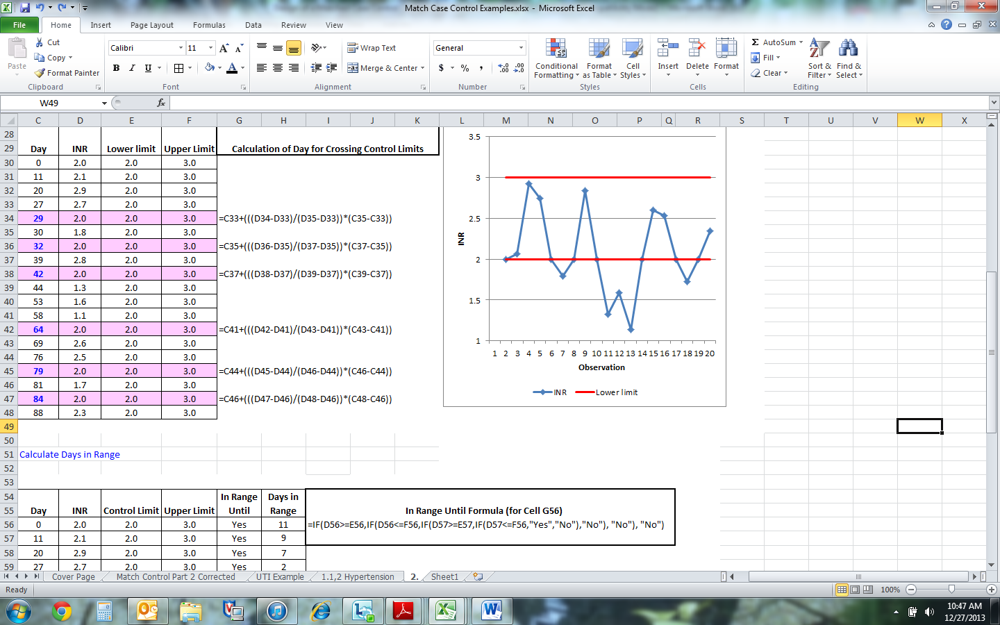 Match Case Control Examples.xlsx - Microsoft Excel
File Home Insert Page Layout Formulas Data Review View
Paste Cut Copy Format Painter Clipboard
Calibri 11 A A B I U A Font
Wrap Text Merge & Center Alignment
General $ % , .00 .0 Number
Conditional Formatting Format as Table Cell Styles Styles
Insert Delete Format Cells
Σ AutoSum Fill Clear Sort & Filter Find & Select Editing
W49 fx
C D E F G H I J K L M N O P Q R S T U V W X
28
29 Day INR Lower limit Upper Limit Calculation of Day for Crossing Control Limits
30 0 2.0 2.0 3.0
31 11 2.1 2.0 3.0
32 20 2.9 2.0 3.0
33 27 2.7 2.0 3.0
34 29 2.0 2.0 3.0 =C33+(((D34-D33)/(D35-D33))*(C35-C33))
35 30 1.8 2.0 3.0
36 32 2.0 2.0 3.0 =C35+(((D36-D35)/(D37-D35))*(C37-C35))
37 39 2.8 2.0 3.0
38 42 2.0 2.0 3.0 =C37+(((D38-D37)/(D39-D37))*(C39-C37))
39 44 1.3 2.0 3.0
40 53 1.6 2.0 3.0
41 58 1.1 2.0 3.0
42 64 2.0 2.0 3.0 =C41+(((D42-D41)/(D43-D41))*(C43-C41))
43 69 2.6 2.0 3.0
44 76 2.5 2.0 3.0
45 79 2.0 2.0 3.0 =C44+(((D45-D44)/(D46-D44))*(C46-C44))
46 81 1.7 2.0 3.0
47 84 2.0 2.0 3.0 =C46+(((D47-D46)/(D48-D46))*(C48-C46))
48 88 2.3 2.0 3.0
3.5
3
2.5
2
1.5
1
INR
1 2 3 4 5 6 7 8 9 10 11 12 13 14 15 16 17 18 19 20
Observation
INR Lower limit
49
50
51 Calculate Days in Range
52
53
54 In Range Days in
55 Day INR Control Limit Upper Limit Until Range In Range Until Formula (for Cell G56)
56 0 2.0 2.0 3.0 Yes 11 =IF(D56>=E56,IF(D56<=F56,IF(D57>=E57,IF(D57<=F56,"Yes","No"),"No"), "No"), "No")
57 11 2.1 2.0 3.0 Yes 9
58 20 2.9 2.0 3.0 Yes 7
59 27 2.7 2.0 3.0 Yes 2
Cover Page Match Control Part 2 Corrected UTI Example 1.1,2 Hypertension 2. Sheet1
Ready 100%
10:47 AM
12/27/2013